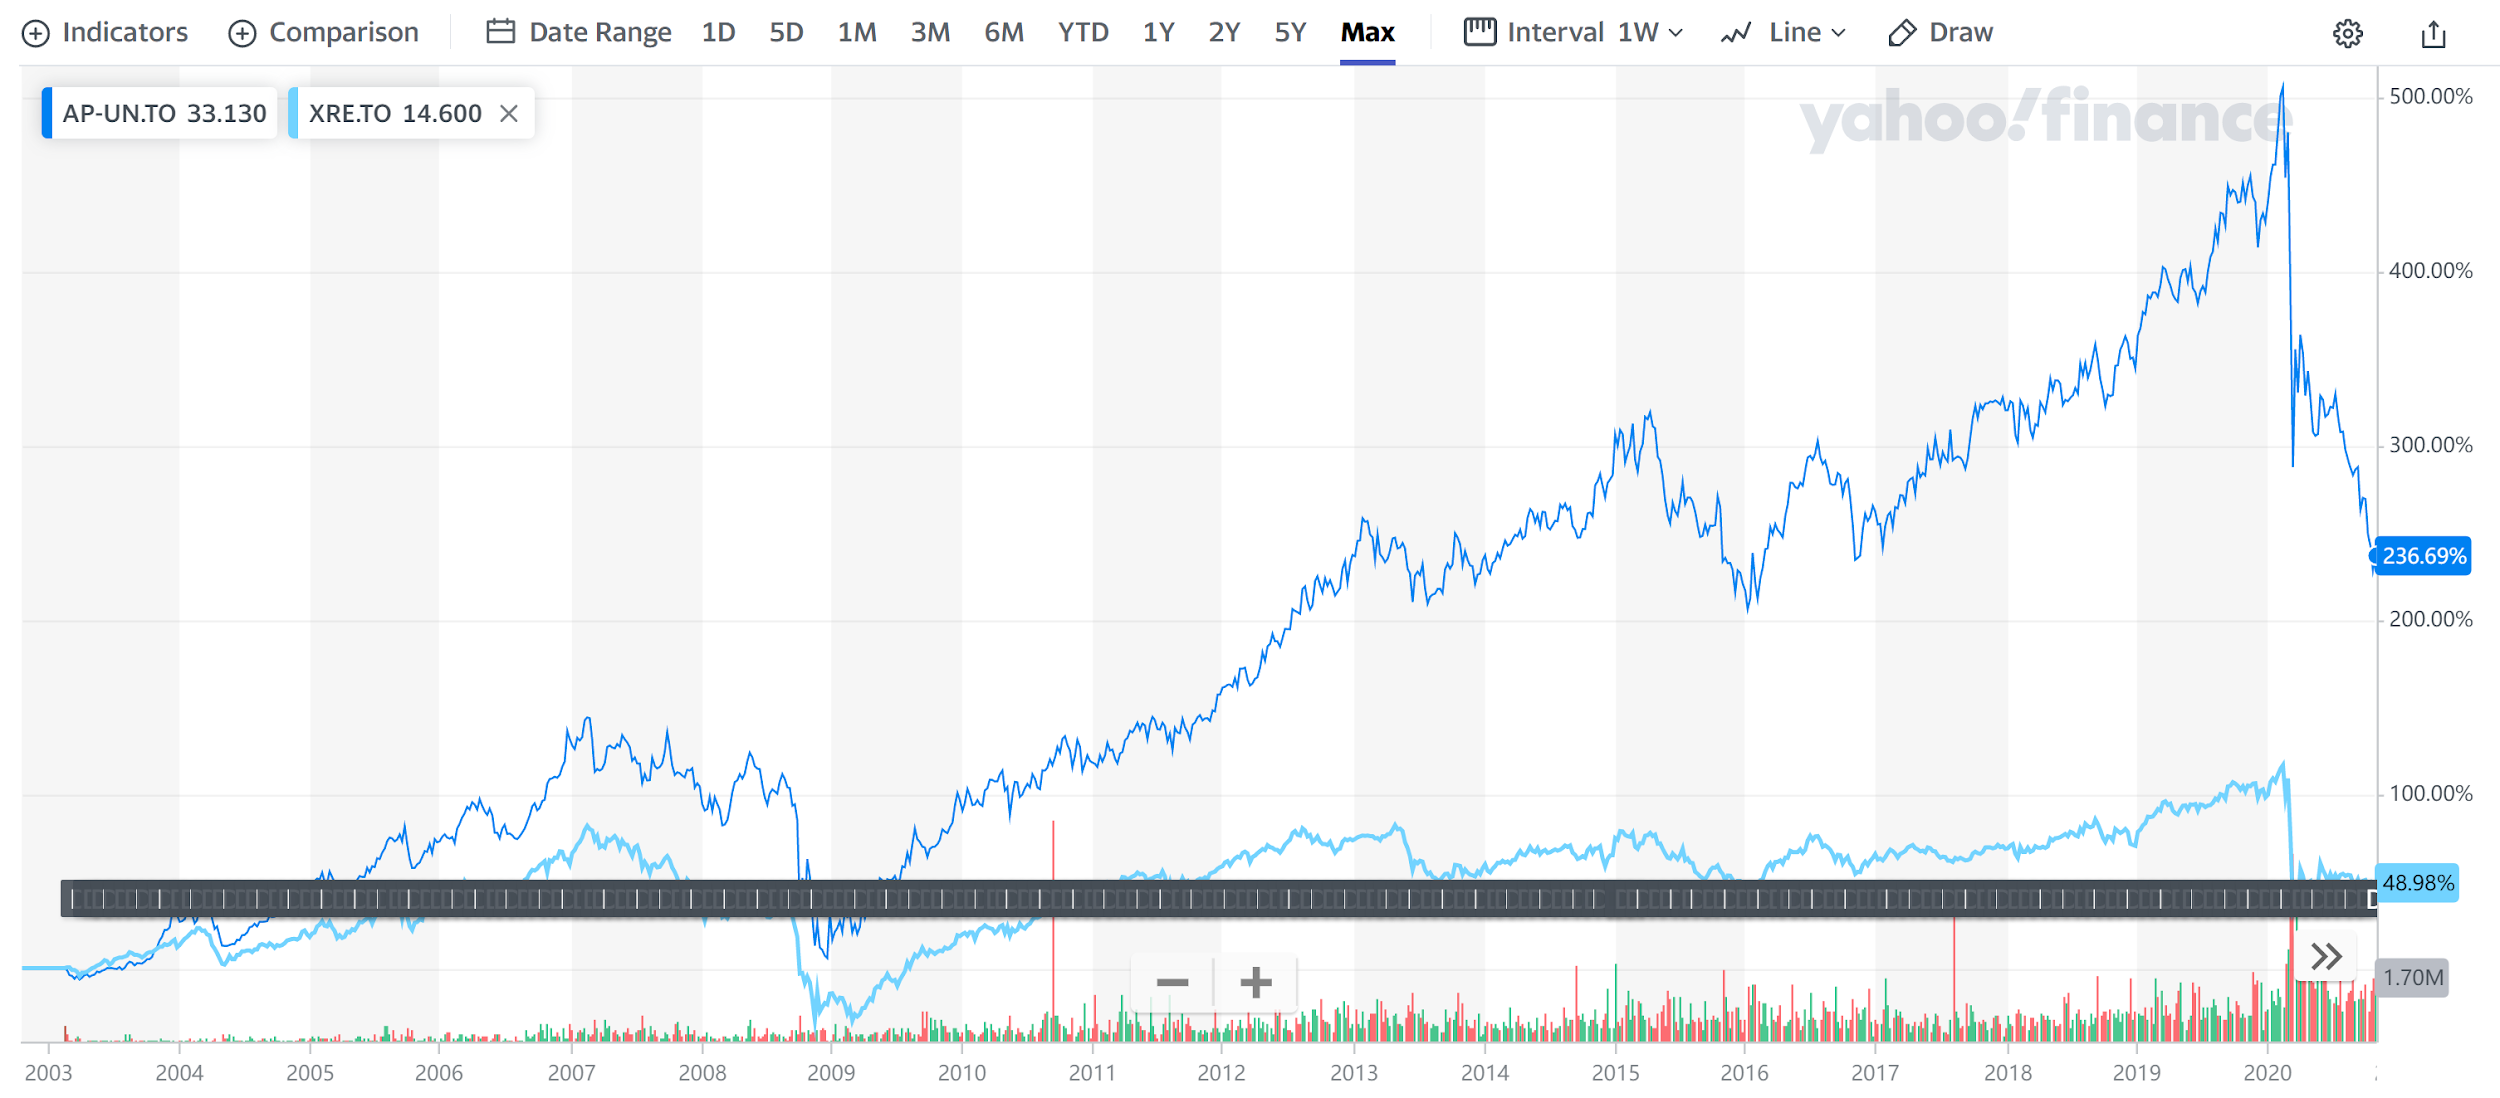 Indicators Comparison Date Range 1D 5D 1M 3M 6M YTD 1Y 2Y 5Y Max Interval 1W Line Draw
AP-UN.TO 33.130 XRE.TO 14.600
yahoo!finance
500.00%
400.00%
300.00%
236.69%
200.00%
100.00%
48.98%
1.70M
2003 2004 2005 2006 2007 2008 2009 2010 2011 2012 2013 2014 2015 2016 2017 2018 2019 2020